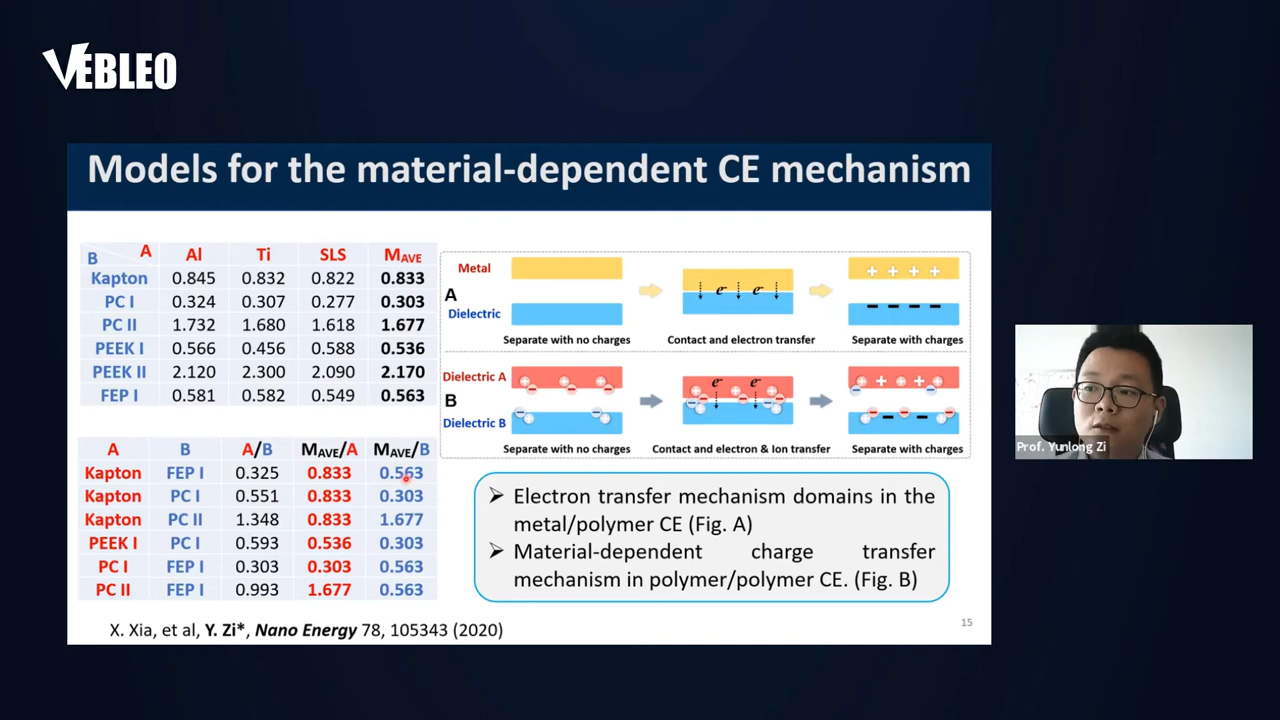 VEBLEO
Models for the material-dependent CE mechanism
B A Al Ti SLS MAVE
Kapton 0.845 0.832 0.822 0.833
PC I 0.324 0.307 0.277 0.303
PC II 1.732 1.680 1.618 1.677
PEEK I 0.566 0.456 0.588 0.536
PEEK II 2.120 2.300 2.090 2.170
FEP I 0.581 0.582 0.549 0.563
A B A/B MAVE/A MAVE/B
Kapton FEP I 0.325 0.833 0.563
Kapton PC I 0.551 0.833 0.303
Kapton PC II 1.348 0.833 1.677
PEEK I PC I 0.593 0.536 0.303
PC I FEP I 0.303 0.303 0.563
PC II FEP I 0.993 1.677 0.563
Metal
A
Dielectric
e- e-
+ + + +
- - - -
Separate with no charges Contact and electron transfer Separate with charges
Dielectric A
B
Dielectric B
e- e-
Separate with no charges Contact and electron & Ion transfer Separate with charges
➢ Electron transfer mechanism domains in the
metal/polymer CE (Fig. A)
➢ Material-dependent charge transfer
mechanism in polymer/polymer CE. (Fig. B)
X. Xia, et al, Y. Zi*, Nano Energy 78, 105343 (2020)
15
Prof. Yunlong Zi